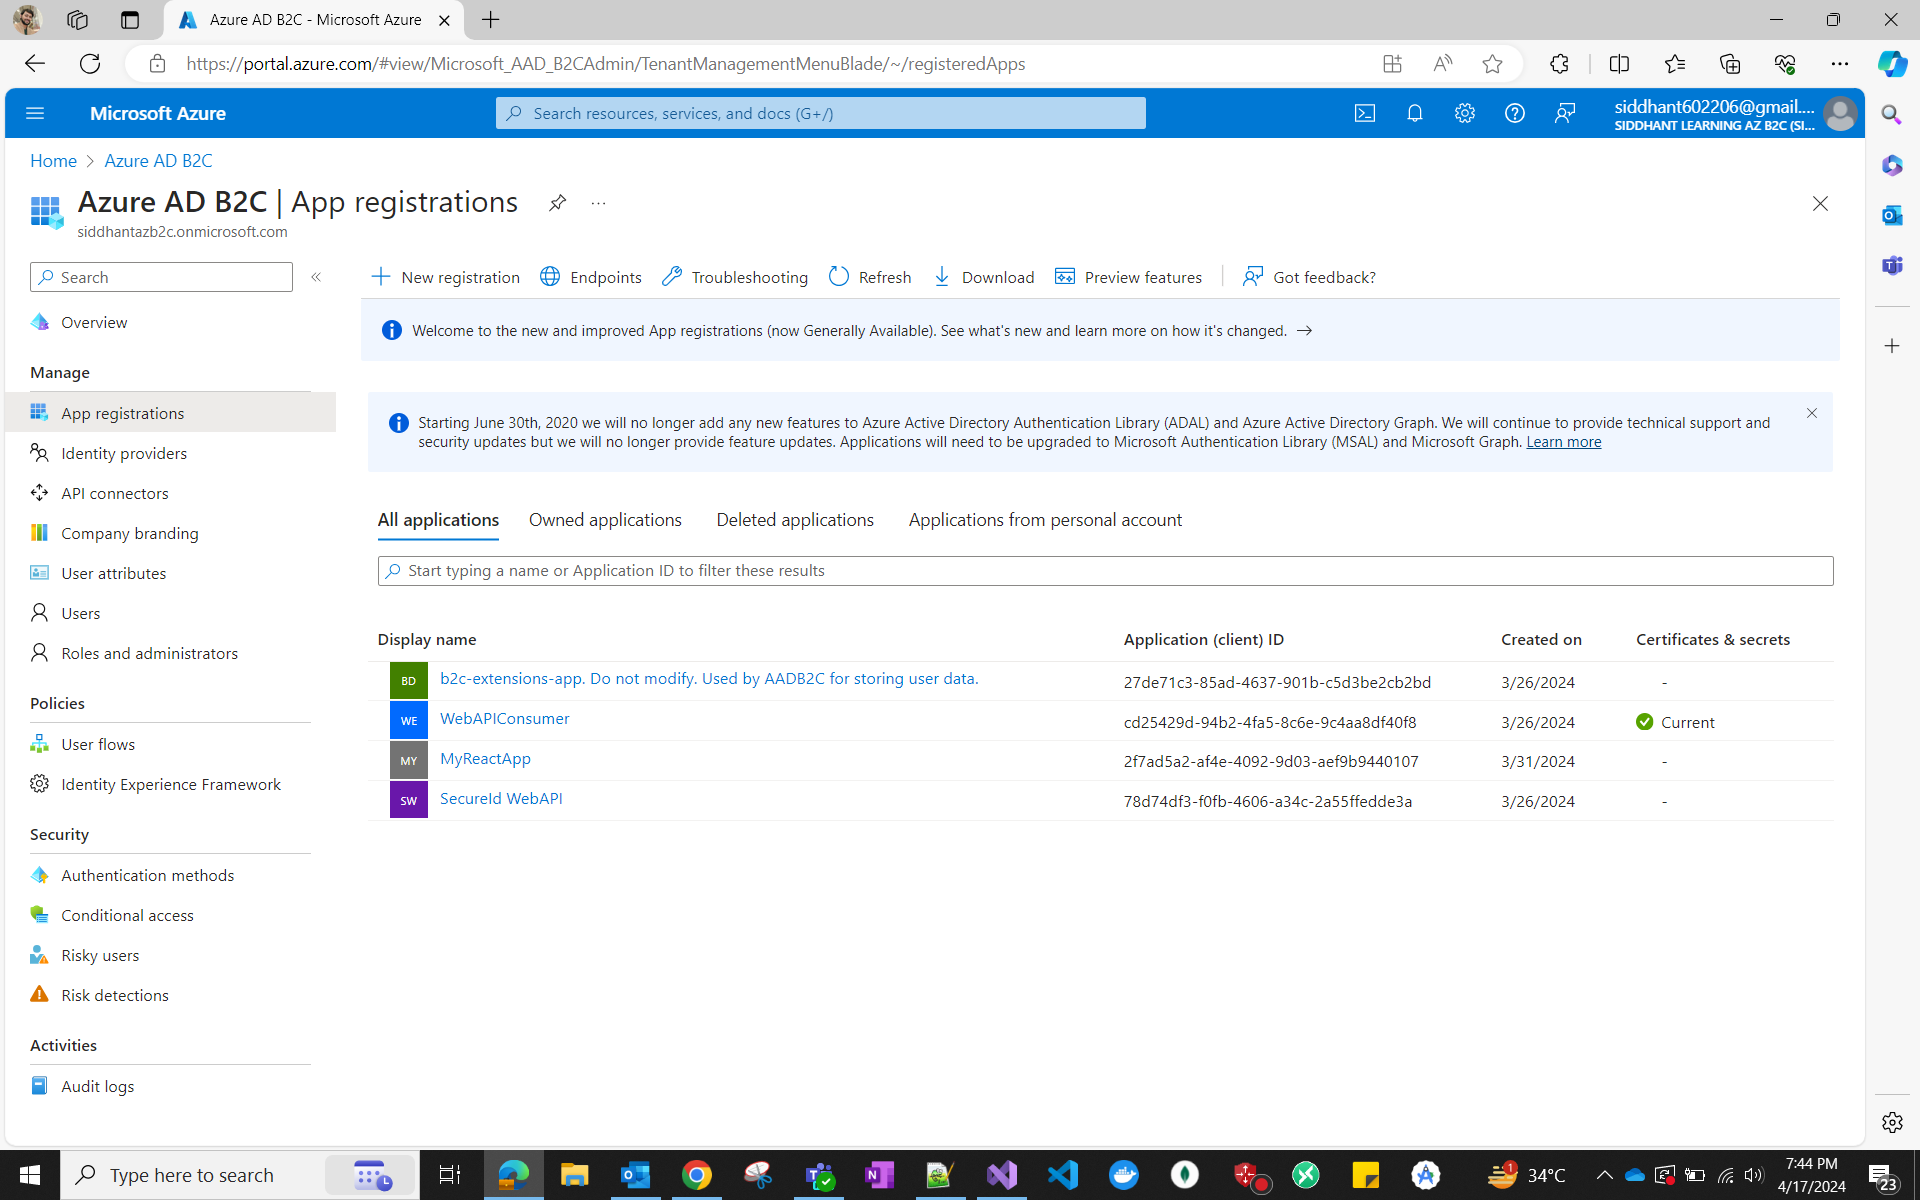 Azure AD B2C - Microsoft Azure
https://portal.azure.com/#view/Microsoft_AAD_B2CAdmin/TenantManagementMenuBlade/~/registeredApps
Microsoft Azure
Search resources, services, and docs (G+/)
siddhant602206@gmail....
SIDDHANT LEARNING AZ B2C (SI...
Home > Azure AD B2C
Azure AD B2C | App registrations
siddhantazb2c.onmicrosoft.com
Search
Overview
Manage
App registrations
Identity providers
API connectors
Company branding
User attributes
Users
Roles and administrators
Policies
User flows
Identity Experience Framework
Security
Authentication methods
Conditional access
Risky users
Risk detections
Activities
Audit logs
New registration Endpoints Troubleshooting Refresh Download Preview features Got feedback?
Welcome to the new and improved App registrations (now Generally Available). See what's new and learn more on how it's changed. →
Starting June 30th, 2020 we will no longer add any new features to Azure Active Directory Authentication Library (ADAL) and Azure Active Directory Graph. We will continue to provide technical support and
security updates but we will no longer provide feature updates. Applications will need to be upgraded to Microsoft Authentication Library (MSAL) and Microsoft Graph. Learn more
All applications Owned applications Deleted applications Applications from personal account
Start typing a name or Application ID to filter these results
Display name Application (client) ID Created on Certificates & secrets
BD b2c-extensions-app. Do not modify. Used by AADB2C for storing user data. 27de71c3-85ad-4637-901b-c5d3be2cb2bd 3/26/2024 -
WE WebAPIConsumer cd25429d-94b2-4fa5-8c6e-9c4aa8df40f8 3/26/2024 Current
MY MyReactApp 2f7ad5a2-af4e-4092-9d03-aef9b9440107 3/31/2024 -
SW SecureId WebAPI 78d74df3-f0fb-4606-a34c-2a55ffedde3a 3/26/2024 -
Type here to search
1
34°C
7:44 PM
4/17/2024
23